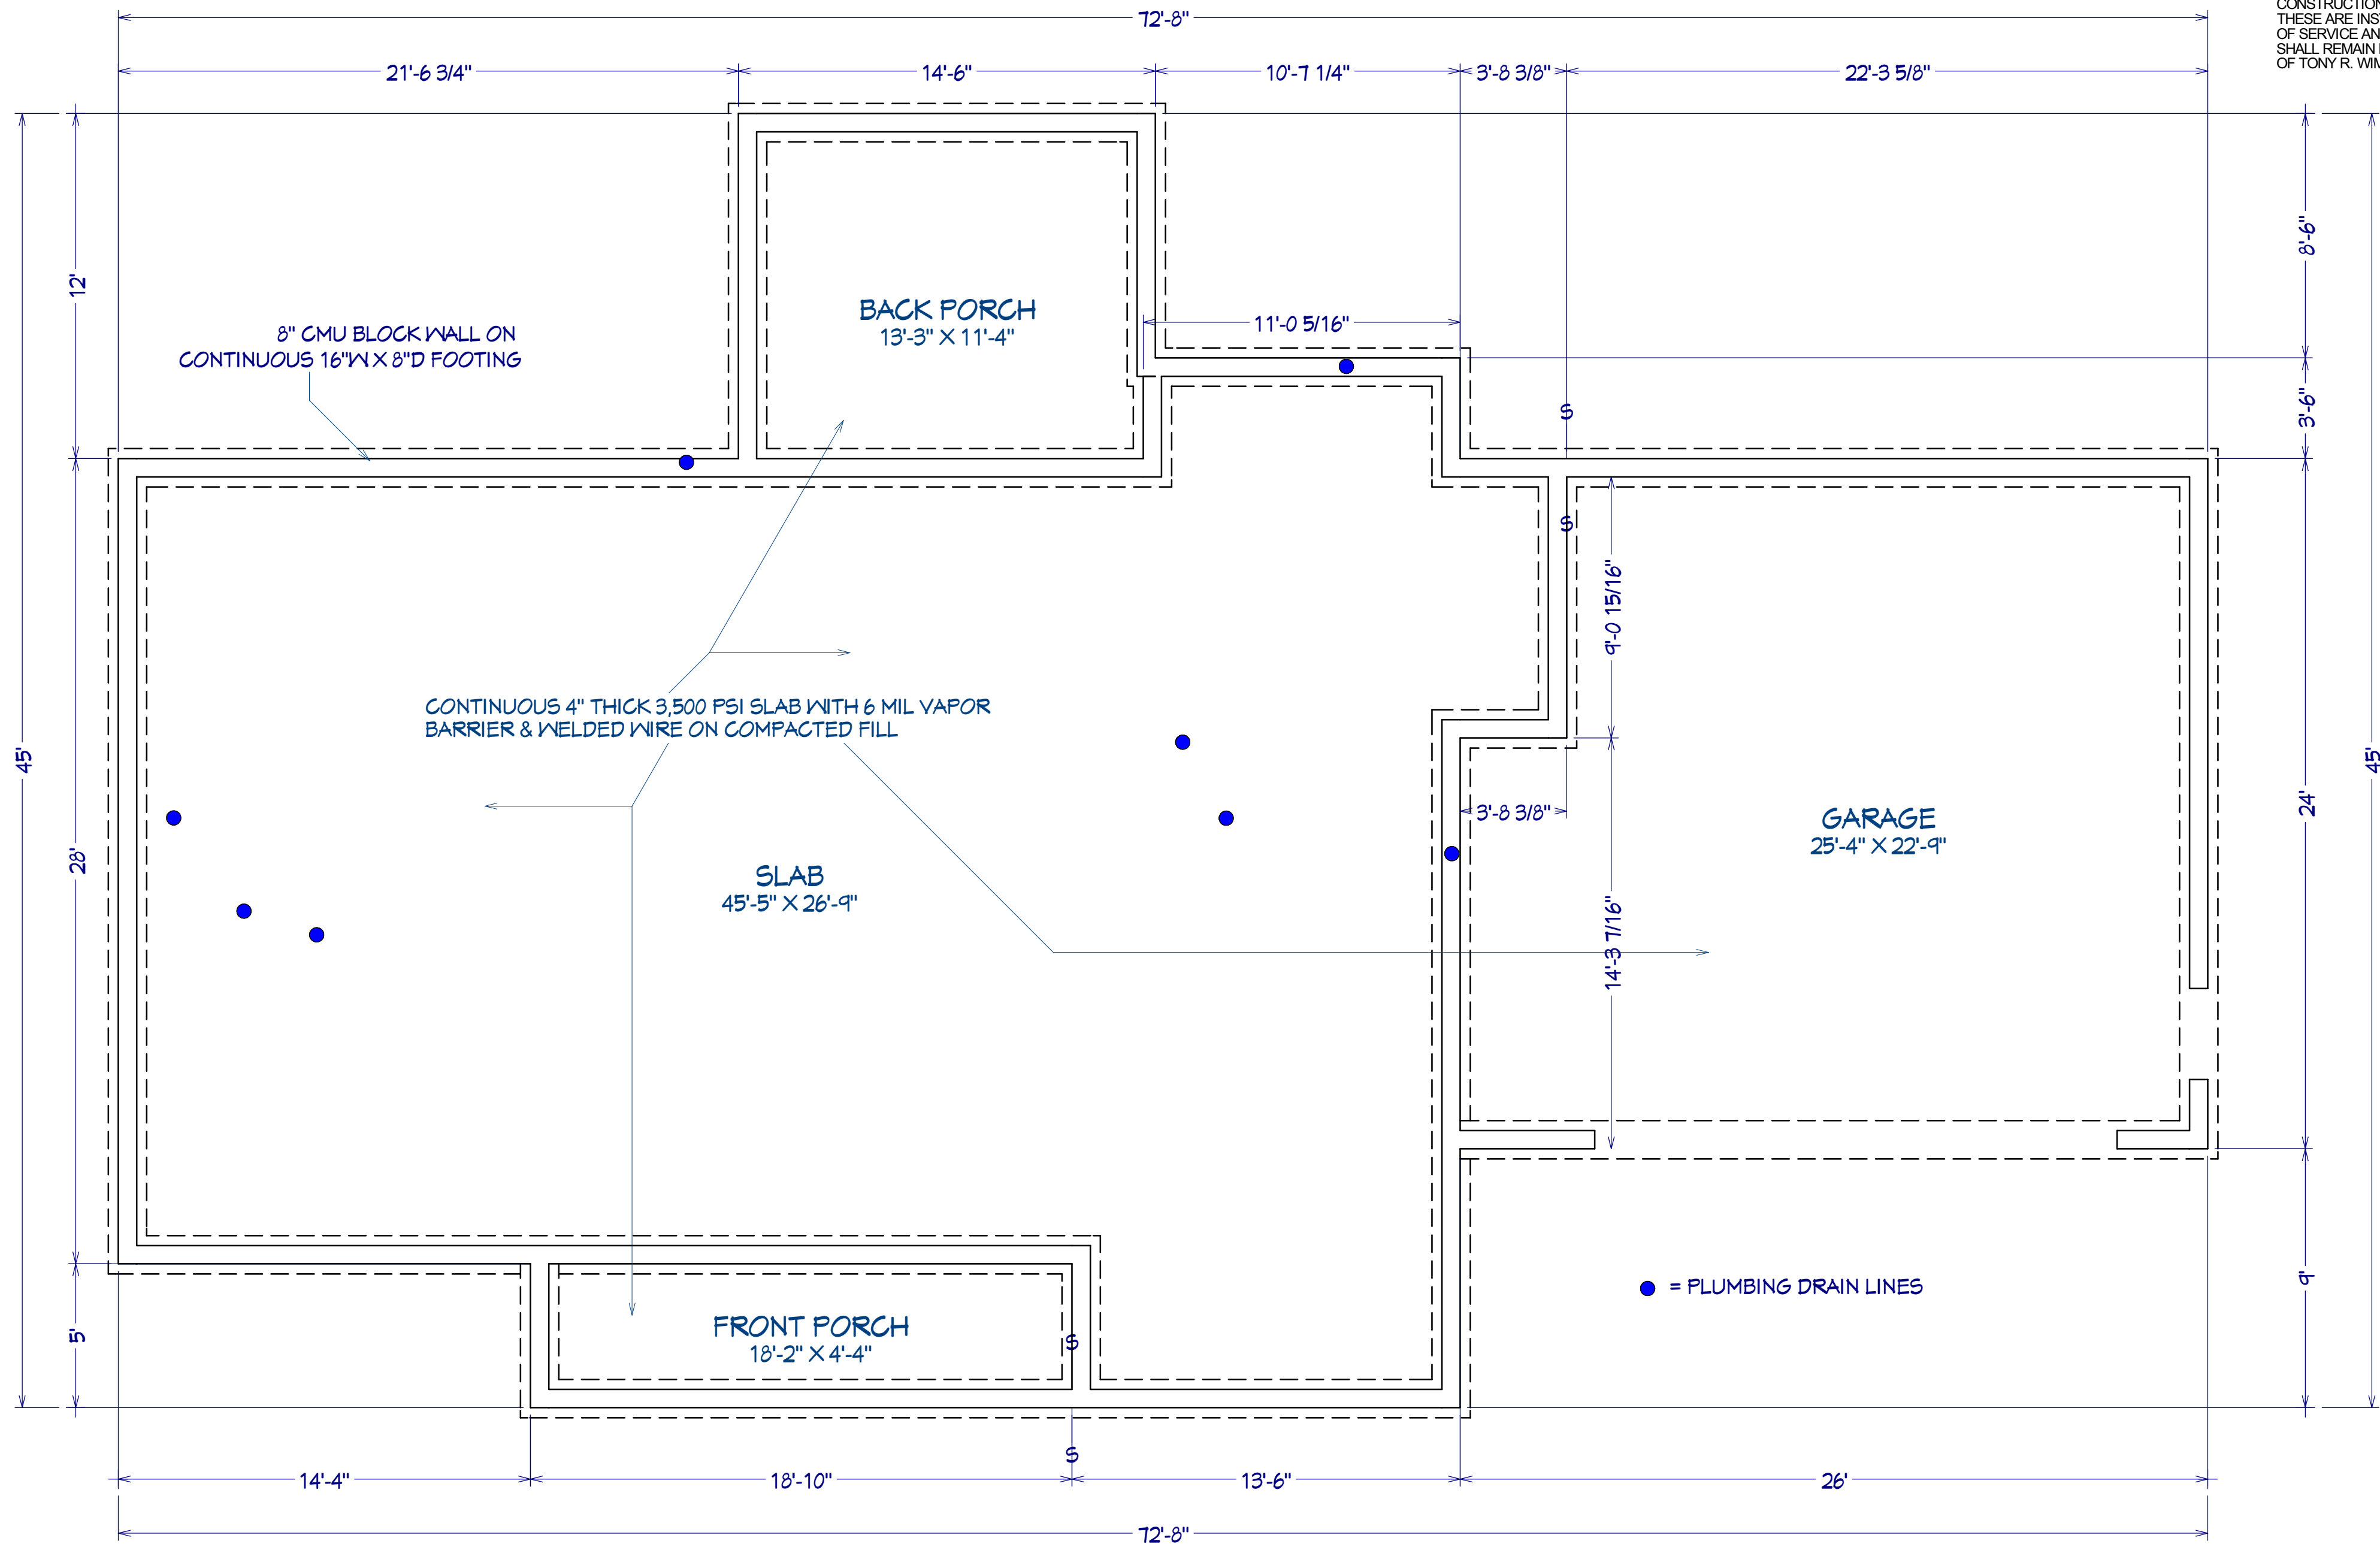 72'-8"
CONSTRUCTION
THESE ARE INS
OF SERVICE AN
SHALL REMAIN
OF TONY R. WIM
21'-6 3/4"
14'-6"
10'-7 1/4"
3'-8 3/8"
22'-3 5/8"
12'
8'-6"
BACK PORCH
13'-3" X 11'-4"
11'-0 5/16"
8" CMU BLOCK WALL ON
CONTINUOUS 16"W X 8"D FOOTING
3'-6"
S
S
9'-0 15/16"
CONTINUOUS 4" THICK 3,500 PSI SLAB WITH 6 MIL VAPOR
BARRIER & WELDED WIRE ON COMPACTED FILL
45'
45'
28'
3'-8 3/8"
24'
GARAGE
25'-4" X 22'-9"
SLAB
45'-5" X 26'-9"
14'-3 7/16"
9'
= PLUMBING DRAIN LINES
5'
FRONT PORCH
18'-2" X 4'-4"
S
S
14'-4"
18'-10"
13'-6"
26'
72'-8"